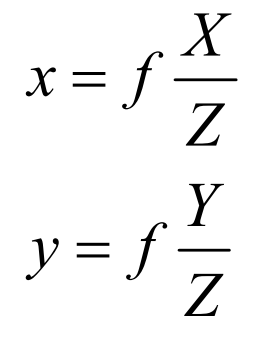 x = f X/Z
y = f Y/Z